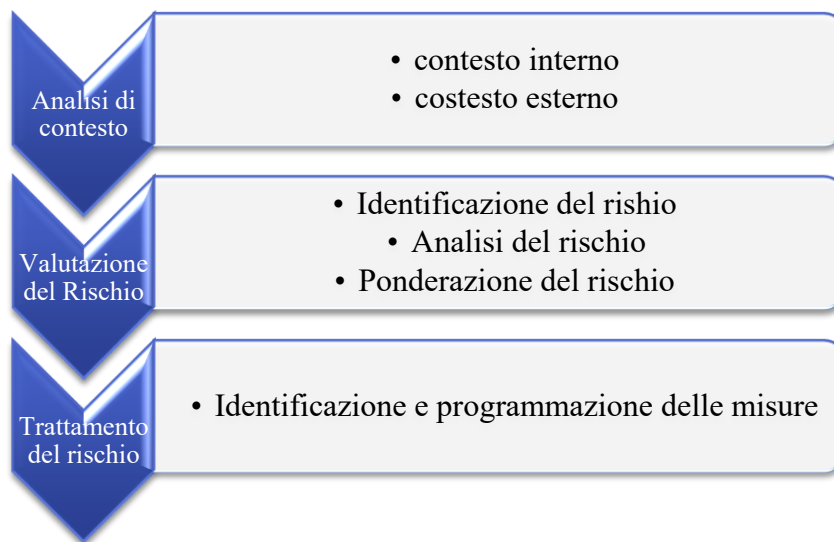 Analisi di
contesto
• contesto interno
• costesto esterno
Valutazione
del Rischio
• Identificazione del rishio
• Analisi del rischio
• Ponderazione del rischio
Trattamento
del rischio
• Identificazione e programmazione delle misure